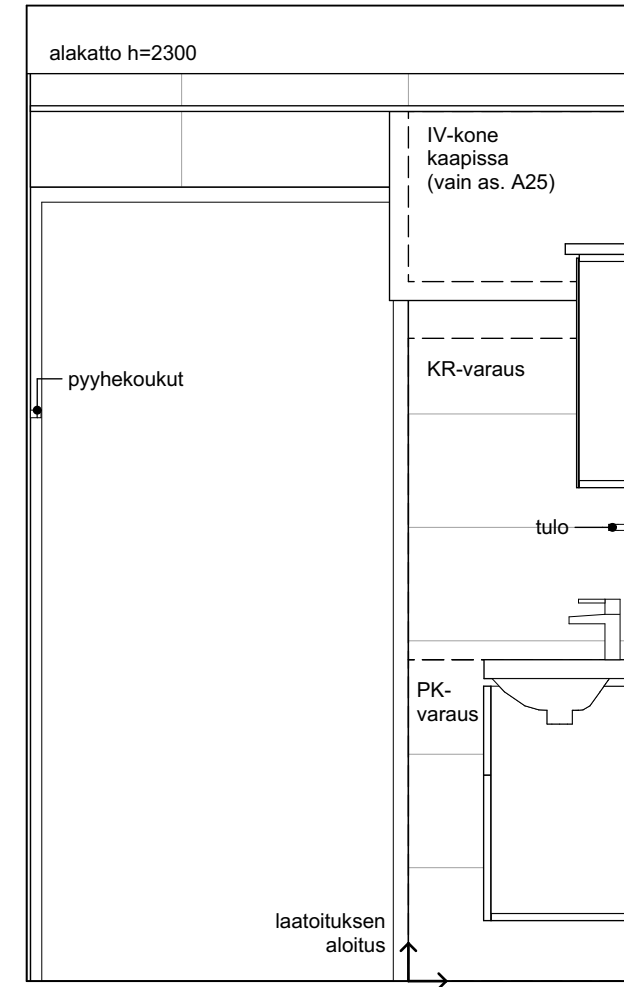 alakatto h=2300
IV-kone
kaapissa
(vain as. A25)
pyyhekoukut
KR-varaus
tulo
PK-
varaus
laatoituksen
aloitus